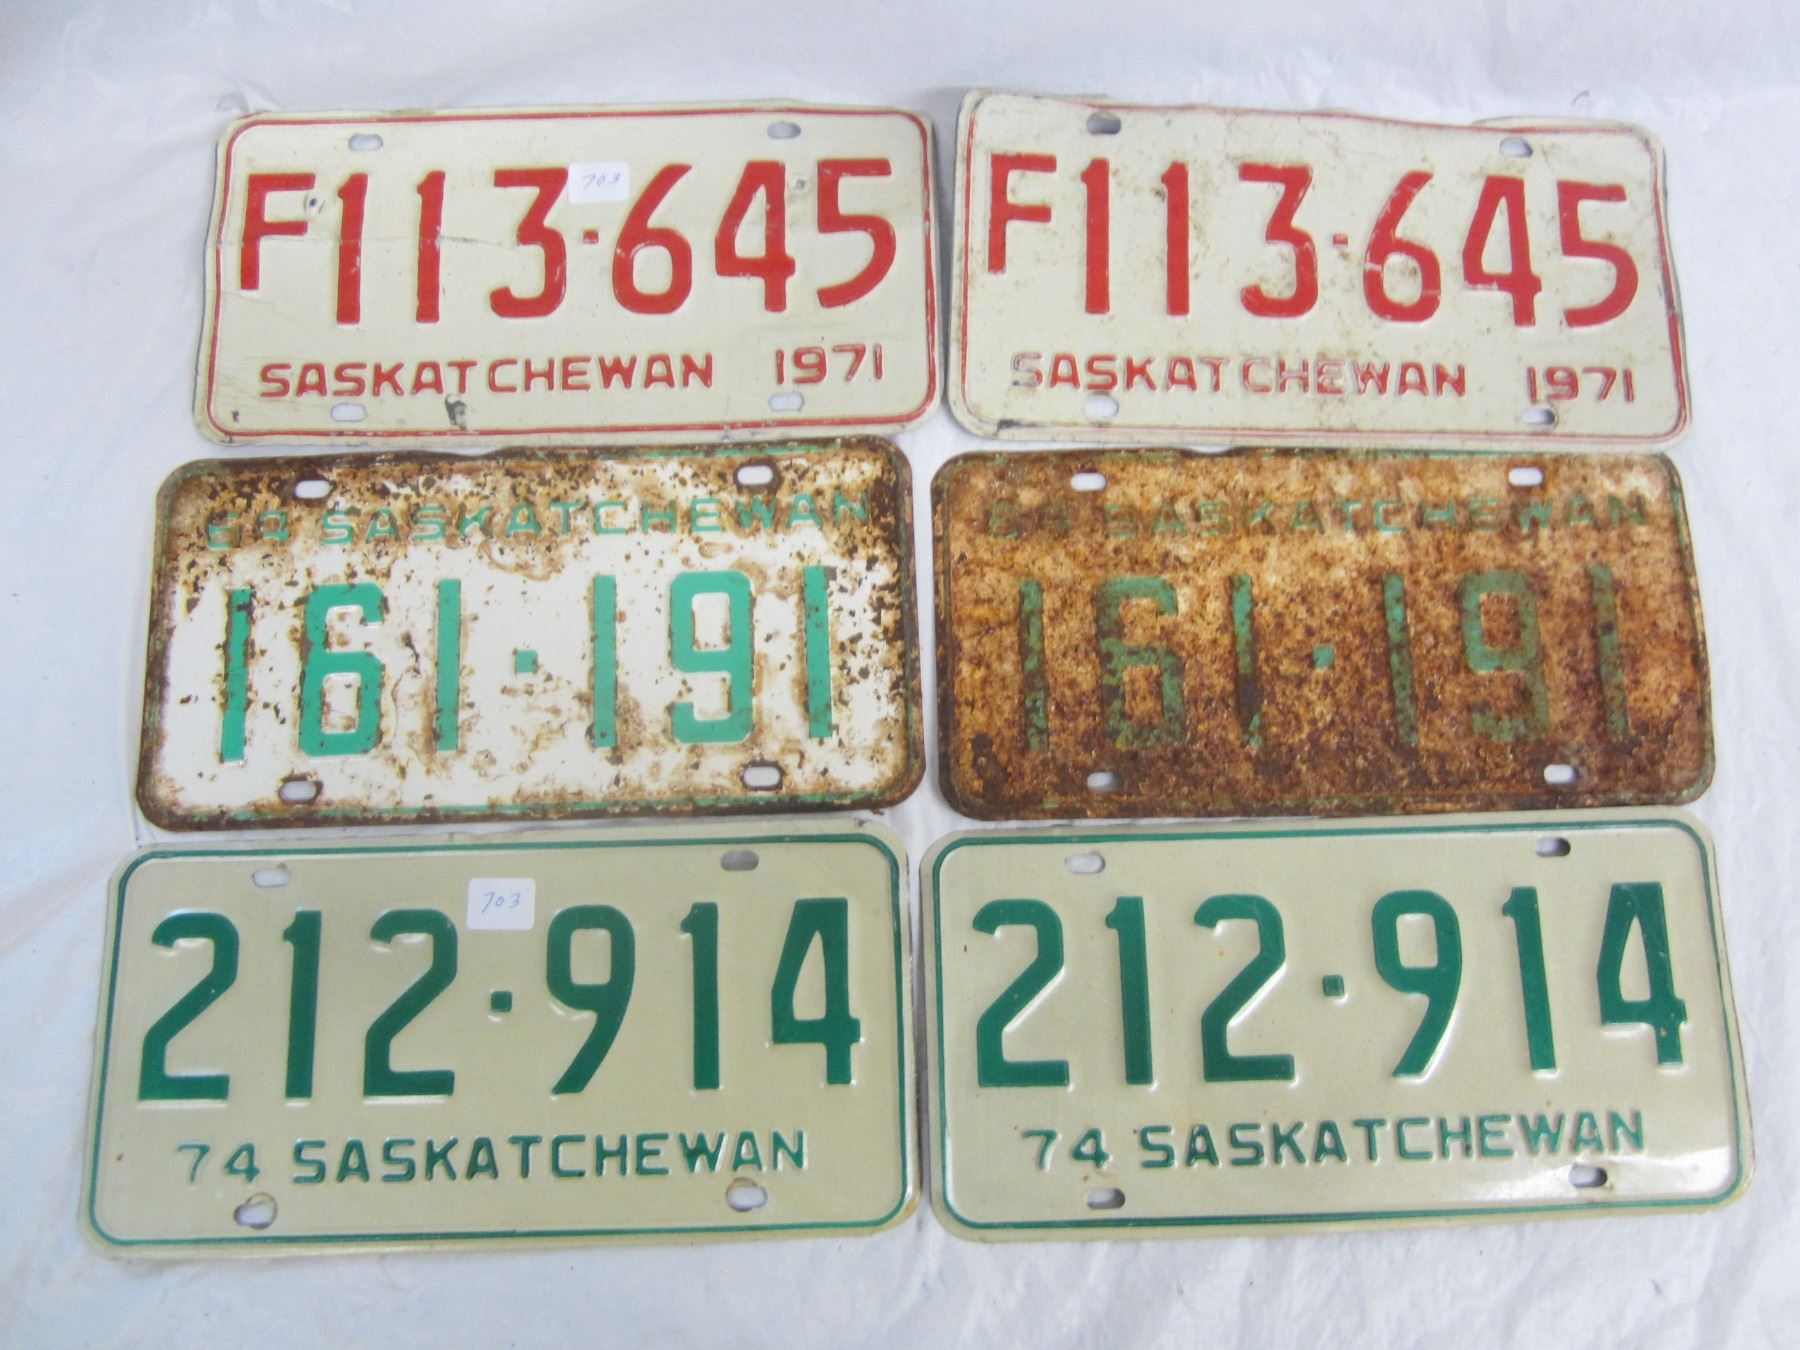 F113·645
703
SASKATCHEWAN 1971
F113·645
SASKATCHEWAN 1971
SASKATCHEWAN
161·191
SASKATCHEWAN
161·191
212·914
703
74 SASKATCHEWAN
212·914
74 SASKATCHEWAN